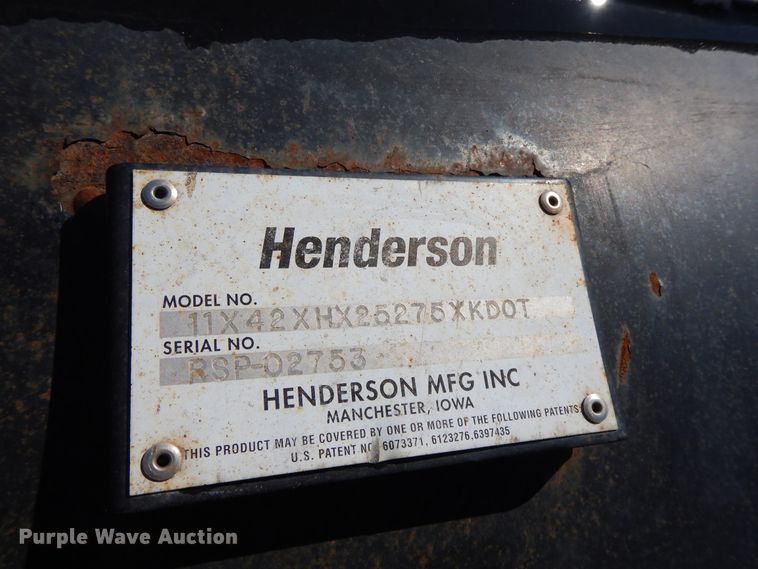 Henderson
MODEL NO.
11X42XHX25275XKDOT
SERIAL NO.
RSP-02753
HENDERSON MFG INC
MANCHESTER, IOWA
THIS PRODUCT MAY BE COVERED BY ONE OR MORE OF THE FOLLOWING PATENTS:
U.S. PATENT NO. 6073371, 6123276,6397435
Purple Wave Auction